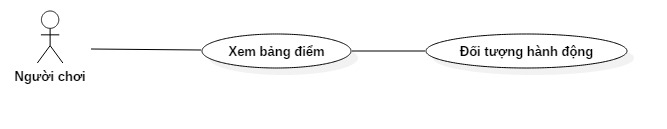 Xem bảng điểm
Đối tượng hành động
Người chơi